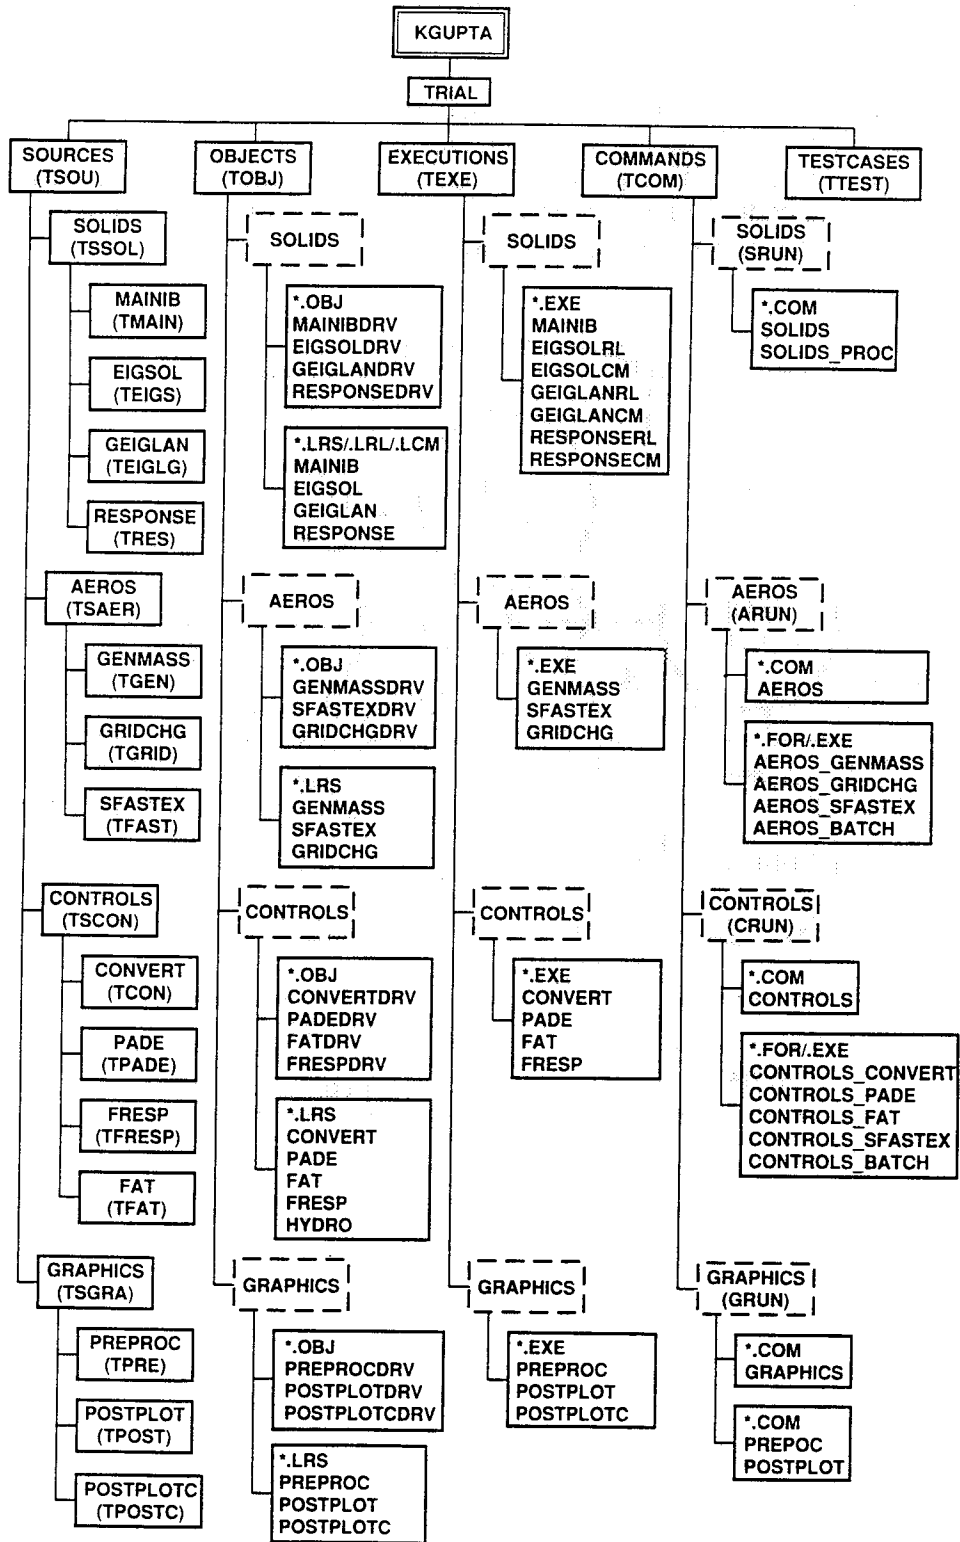 KGUPTA
TRIAL
SOURCES
(TSOU)
OBJECTS
(TOBJ)
EXECUTIONS
(TEXE)
COMMANDS
(TCOM)
TESTCASES
(TTEST)
SOLIDS
(TSSOL)
MAINIB
(TMAIN)
EIGSOL
(TEIGS)
GEIGLAN
(TEIGLG)
RESPONSE
(TRES)
AEROS
(TSAER)
GENMASS
(TGEN)
GRIDCHG
(TGRID)
SFASTEX
(TFAST)
CONTROLS
(TSCON)
CONVERT
(TCON)
PADE
(TPADE)
FRESP
(TFRESP)
FAT
(TFAT)
GRAPHICS
(TSGRA)
PREPROC
(TPRE)
POSTPLOT
(TPOST)
POSTPLOTC
(TPOSTC)
SOLIDS
*.OBJ
MAINIBDRV
EIGSOLDRV
GEIGLANDRV
RESPONSEDRV
*.LRS/.LRL/.LCM
MAINIB
EIGSOL
GEIGLAN
RESPONSE
AEROS
*.OBJ
GENMASSDRV
SFASTEXDRV
GRIDCHGDRV
*.LRS
GENMASS
SFASTEX
GRIDCHG
CONTROLS
*.OBJ
CONVERTDRV
PADEDRV
FATDRV
FRESPDRV
*.LRS
CONVERT
PADE
FAT
FRESP
HYDRO
GRAPHICS
*.OBJ
PREPROCDRV
POSTPLOTDRV
POSTPLOTCDRV
*.LRS
PREPROC
POSTPLOT
POSTPLOTC
SOLIDS
*.EXE
MAINIB
EIGSOLRL
EIGSOLCM
GEIGLANRL
GEIGLANCM
RESPONSERL
RESPONSECM
AEROS
*.EXE
GENMASS
SFASTEX
GRIDCHG
CONTROLS
*.EXE
CONVERT
PADE
FAT
FRESP
GRAPHICS
*.EXE
PREPROC
POSTPLOT
POSTPLOTC
SOLIDS
(SRUN)
*.COM
SOLIDS
SOLIDS_PROC
AEROS
(ARUN)
*.COM
AEROS
*.FOR/.EXE
AEROS_GENMASS
AEROS_GRIDCHG
AEROS_SFASTEX
AEROS_BATCH
CONTROLS
(CRUN)
*.COM
CONTROLS
*.FOR/.EXE
CONTROLS_CONVERT
CONTROLS_PADE
CONTROLS_FAT
CONTROLS_SFASTEX
CONTROLS_BATCH
GRAPHICS
(GRUN)
*.COM
GRAPHICS
*.COM
PREPOC
POSTPLOT